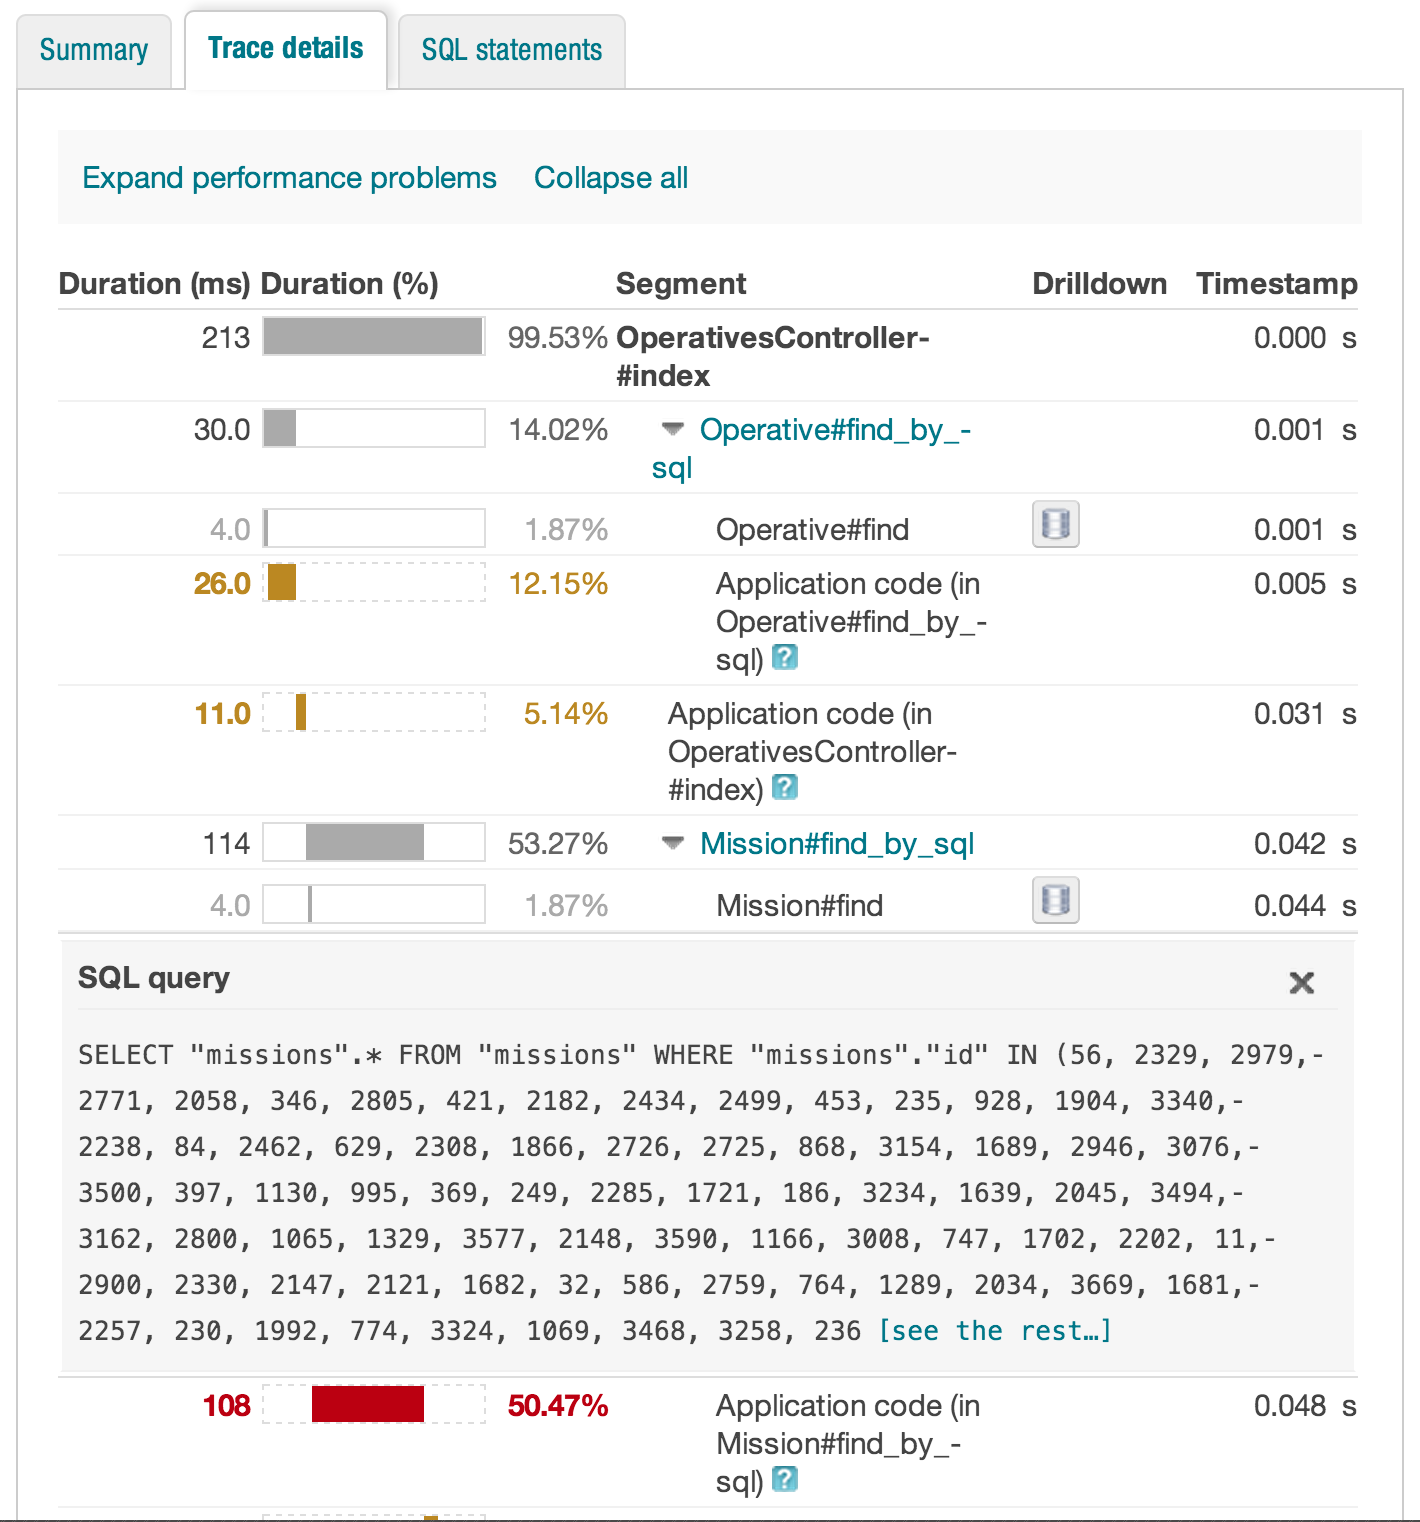 Summary
Trace details
SQL statements
Expand performance problems Collapse all
Duration (ms) Duration (%) Segment Drilldown Timestamp
213 99.53% OperativesController-
#index 0.000 s
30.0 14.02% Operative#find_by_-
sql 0.001 s
4.0 1.87% Operative#find 0.001 s
26.0 12.15% Application code (in 0.005 s
Operative#find_by_-
sql) ?
11.0 5.14% Application code (in 0.031 s
OperativesController-
#index) ?
114 53.27% Mission#find_by_sql 0.042 s
4.0 1.87% Mission#find 0.044 s
SQL query
SELECT "missions".* FROM "missions" WHERE "missions"."id" IN (56, 2329, 2979,-
2771, 2058, 346, 2805, 421, 2182, 2434, 2499, 453, 235, 928, 1904, 3340,-
2238, 84, 2462, 629, 2308, 1866, 2726, 2725, 868, 3154, 1689, 2946, 3076,-
3500, 397, 1130, 995, 369, 249, 2285, 1721, 186, 3234, 1639, 2045, 3494,-
3162, 2800, 1065, 1329, 3577, 2148, 3590, 1166, 3008, 747, 1702, 2202, 11,-
2900, 2330, 2147, 2121, 1682, 32, 586, 2759, 764, 1289, 2034, 3669, 1681,-
2257, 230, 1992, 774, 3324, 1069, 3468, 3258, 236 [see the rest…]
108 50.47% Application code (in 0.048 s
Mission#find_by_-
sql) ?